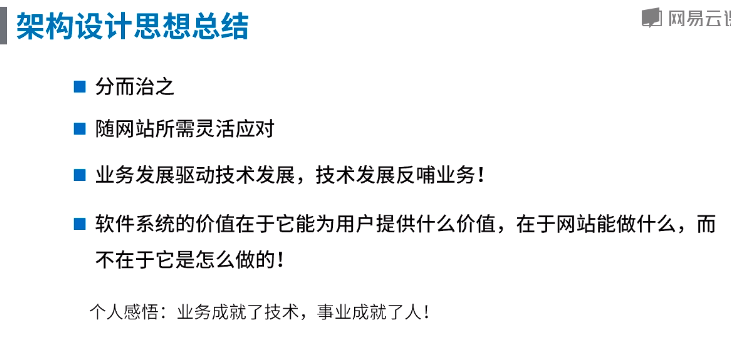 架构设计思想总结
网易云课
分而治之
随网站所需灵活应对
业务发展驱动技术发展，技术发展反哺业务！
软件系统的价值在于它能为用户提供什么价值，在于网站能做什么，而
不在于它是怎么做的！
个人感悟：业务成就了技术，事业成就了人！